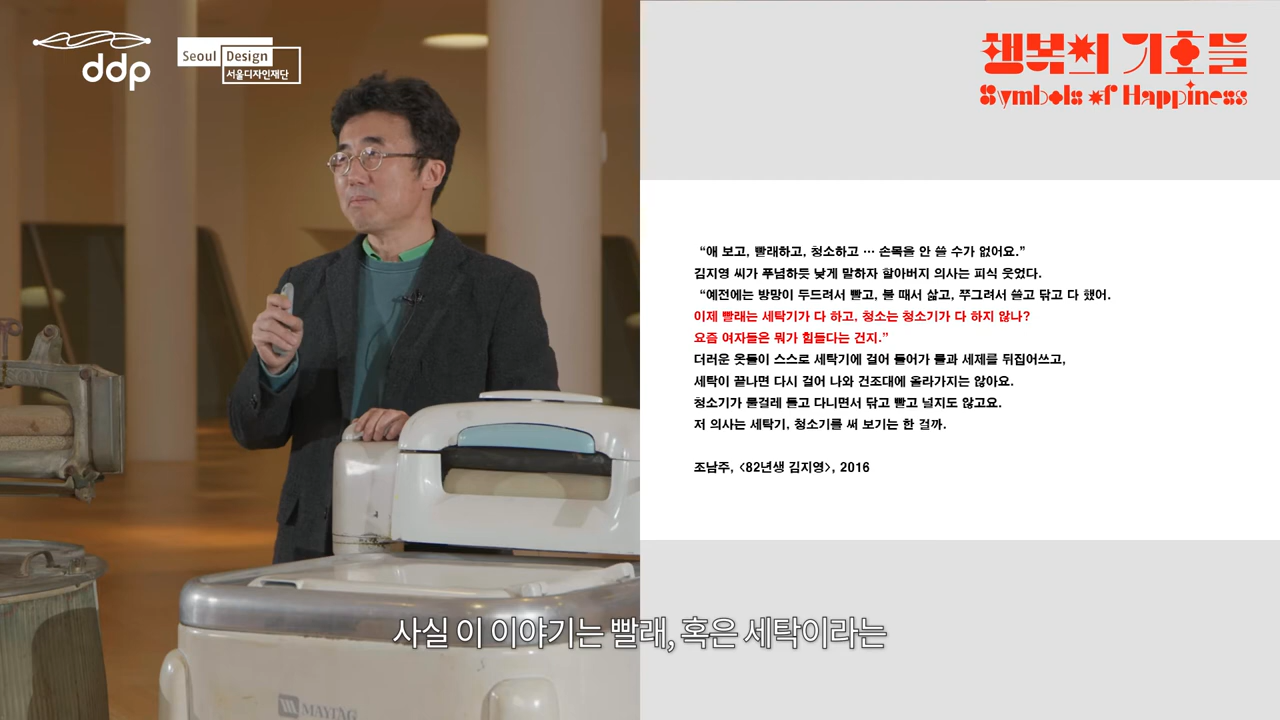 ddp
Seoul Design
서울디자인재단
행복의 기호들
Symbols of Happiness
“애 보고, 빨래하고, 청소하고 … 손목을 안 쓸 수가 없어요.”
김지영 씨가 푸념하듯 낮게 말하자 할아버지 의사는 피식 웃었다.
“예전에는 방망이 두드려서 빨고, 불 때서 삶고, 쭈그려서 쓸고 닦고 다 했어.
이제 빨래는 세탁기가 다 하고, 청소는 청소기가 다 하지 않나?
요즘 여자들은 뭐가 힘들다는 건지.”
더러운 옷들이 스스로 세탁기에 걸어 들어가 물과 세제를 뒤집어쓰고,
세탁이 끝나면 다시 걸어 나와 건조대에 올라가지는 않아요.
청소기가 물걸레 들고 다니면서 닦고 빨고 널지도 않고요.
저 의사는 세탁기, 청소기를 써 보기는 한 걸까.
조남주, <82년생 김지영>, 2016
사실 이 이야기는 빨래, 혹은 세탁이라는
MAYTAG